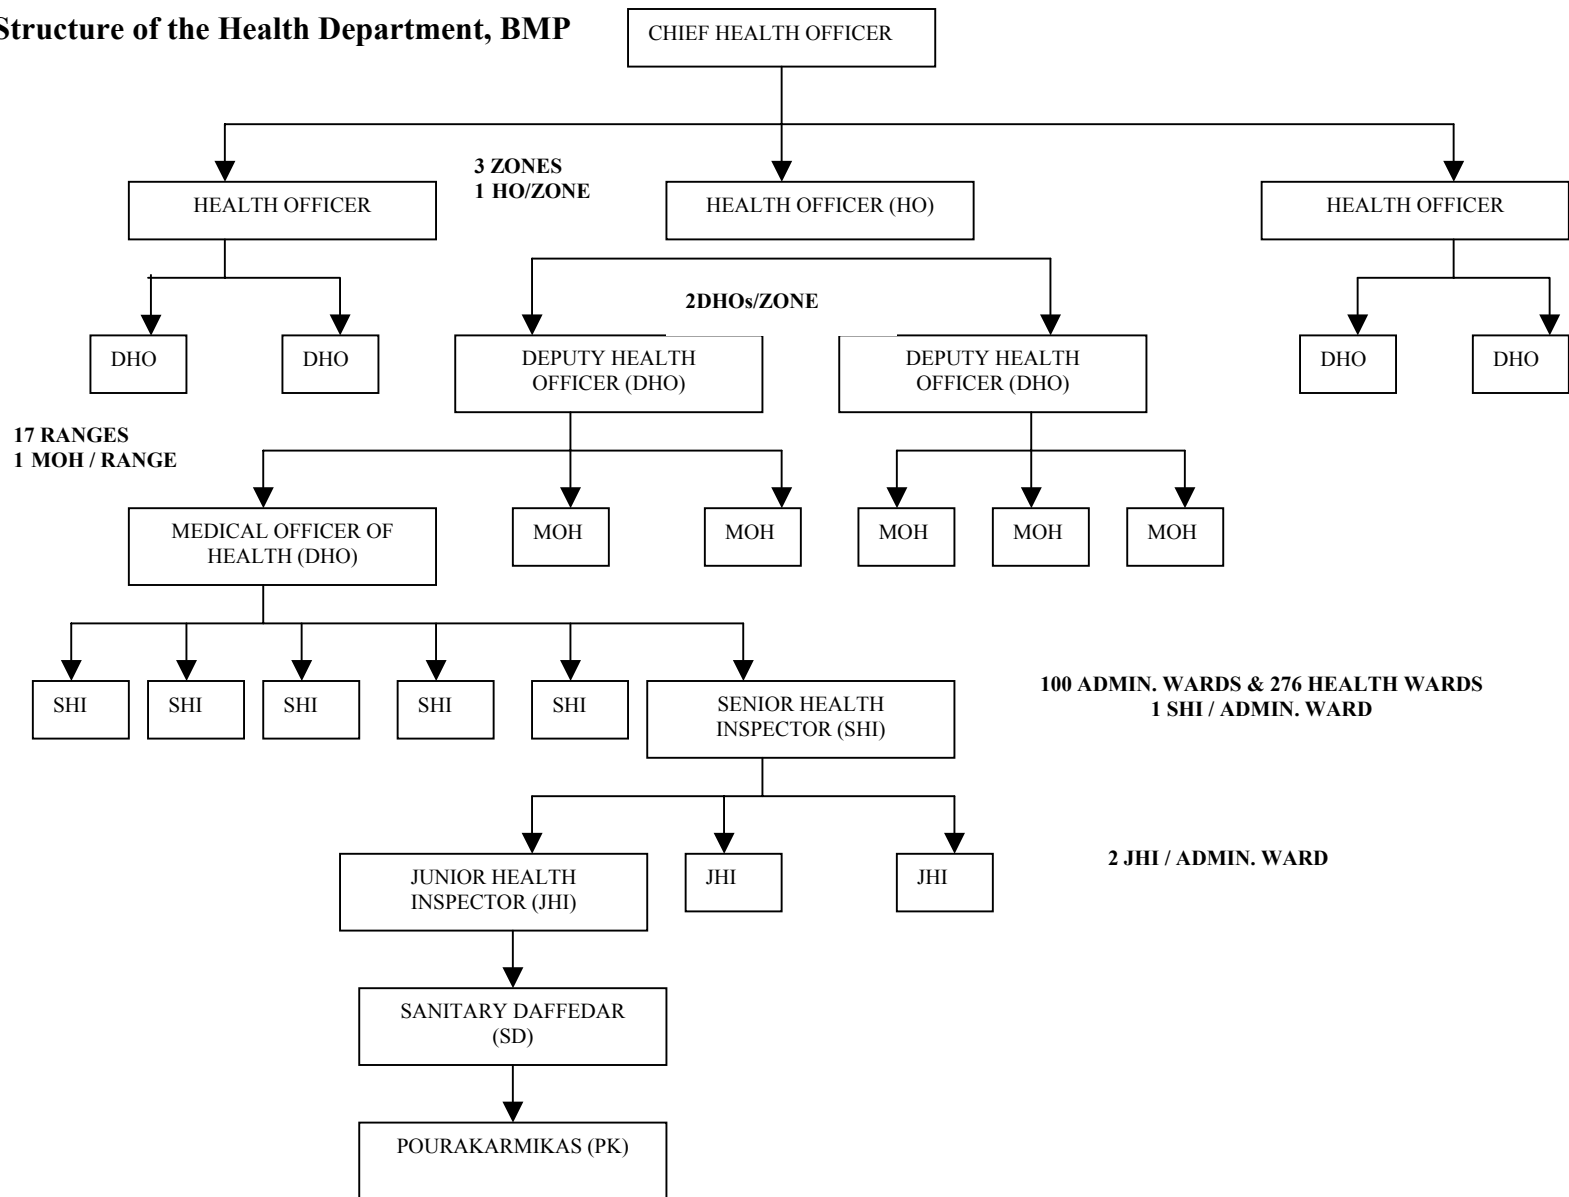 Structure of the Health Department, BMP
CHIEF HEALTH OFFICER
3 ZONES
1 HO/ZONE
HEALTH OFFICER
HEALTH OFFICER (HO)
HEALTH OFFICER
2DHOs/ZONE
DHO
DHO
DEPUTY HEALTH
OFFICER (DHO)
DEPUTY HEALTH
OFFICER (DHO)
DHO
DHO
17 RANGES
1 MOH / RANGE
MEDICAL OFFICER OF
HEALTH (DHO)
MOH
MOH
MOH
MOH
MOH
SHI
SHI
SHI
SHI
SHI
SENIOR HEALTH
INSPECTOR (SHI)
100 ADMIN. WARDS & 276 HEALTH WARDS
1 SHI / ADMIN. WARD
JUNIOR HEALTH
INSPECTOR (JHI)
JHI
JHI
2 JHI / ADMIN. WARD
SANITARY DAFFEDAR
(SD)
POURAKARMIKAS (PK)